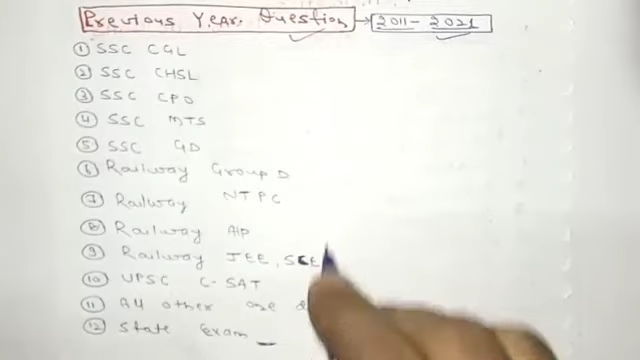 Previous Year. Question → 2011-2021
① SSC CGL
② SSC CHSL
③ SSC CPO
④ SSC MTS
⑤ SSC GD
⑥ Railway Group D
⑦ Railway NTPC
⑧ Railway Alp
⑨ Railway JEE, SSE
⑩ UPSC C-SAT
⑪ All other one
⑫ State Exam